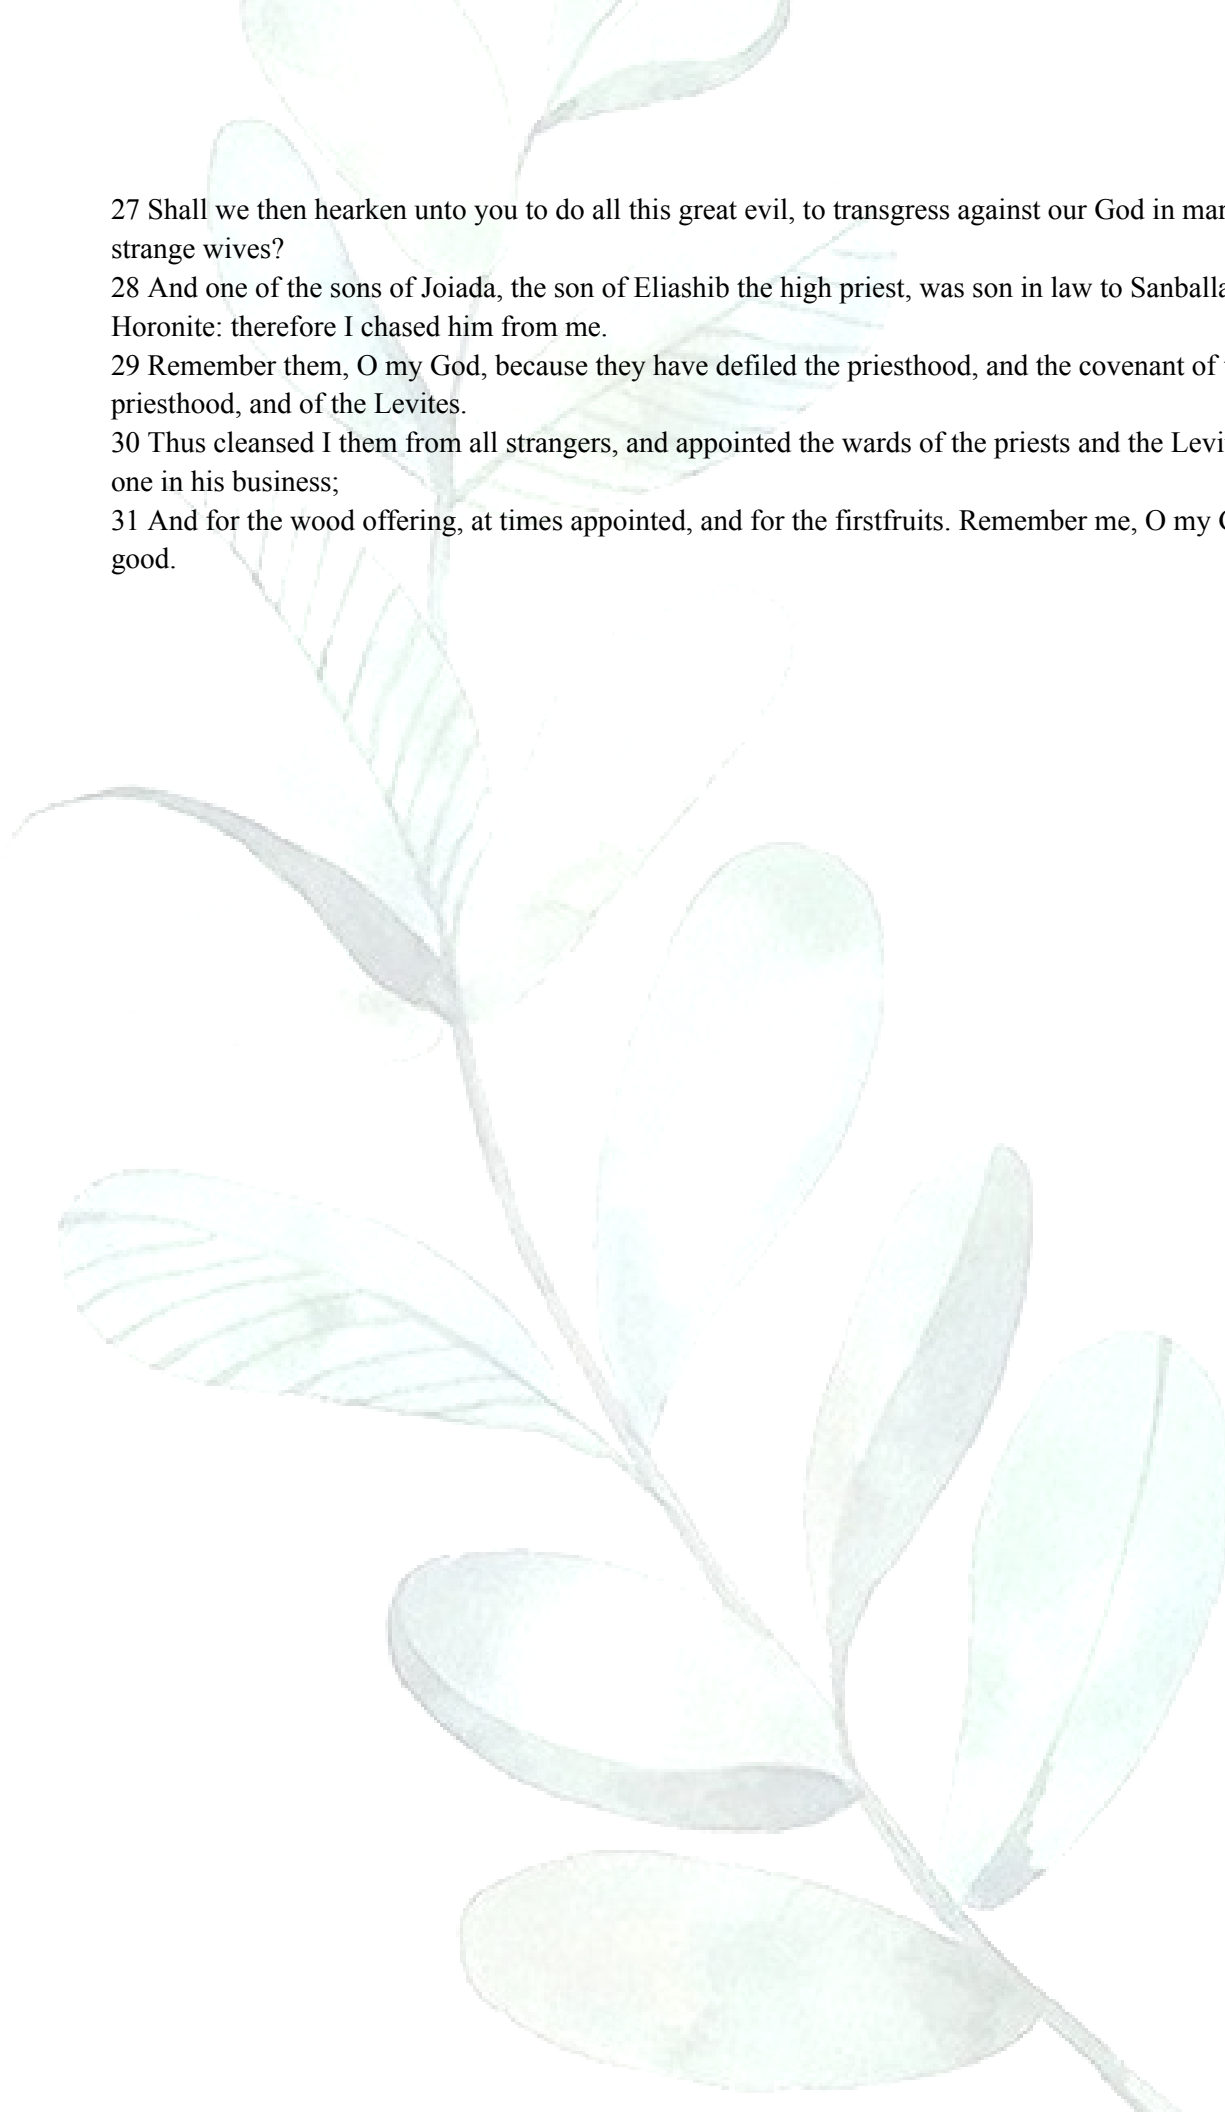 27 Shall we then hearken unto you to do all this great evil, to transgress against our God in
strange wives?
28 And one of the sons of Joiada, the son of Eliashib the high priest, was son in law to
Horonite: therefore I chased him from me.
29 Remember them, O my God, because they have defiled the priesthood, and the covenant of
priesthood, and of the Levites.
30 Thus cleansed I them from all strangers, and appointed the wards of the priests and the
one in his business;
31 And for the wood offering, at times appointed, and for the firstfruits. Remember me, O my
good.